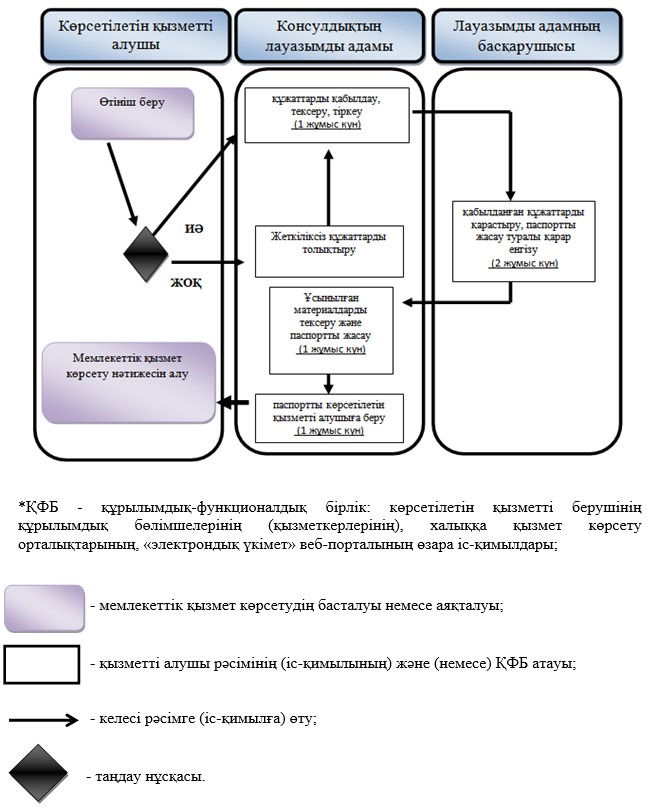 Көрсетілетін қызметті
алушы
Консулдықтың
лауазымды адамы
Лауазымды адамның
басқарушысы
Өтініш беру
құжаттарды қабылдау,
тексеру, тіркеу
(1 жұмыс күн)
қабылданған құжаттарды
қарастыру, паспортты
жасау туралы қарар
енгізу
(2 жұмыс күн)
иә
жоқ
Жеткіліксіз құжаттарды
толықтыру
Ұсынылған
материалдарды
тексеру және
паспортты жасау
(1 жұмыс күн)
Мемлекеттік қызмет
көрсету нәтижесін алу
паспортты көрсетілетін
қызметті алушыға беру
(1 жұмыс күн)
*ҚФБ - құрылымдық-функционалдық бірлік: көрсетілетін қызметті берушінің
құрылымдық бөлімшелерінің (қызметкерлерінің), халыққа қызмет көрсету
орталықтарының, «электрондық үкімет» веб-порталының өзара іс-қимылдары;
- мемлекеттік қызмет көрсетудің басталуы немесе аяқталуы;
- қызметті алушы рәсімінің (іс-қимылының) және (немесе) ҚФБ атауы;
- келесі рәсімге (іс-қимылға) өту;
- таңдау нұсқасы.